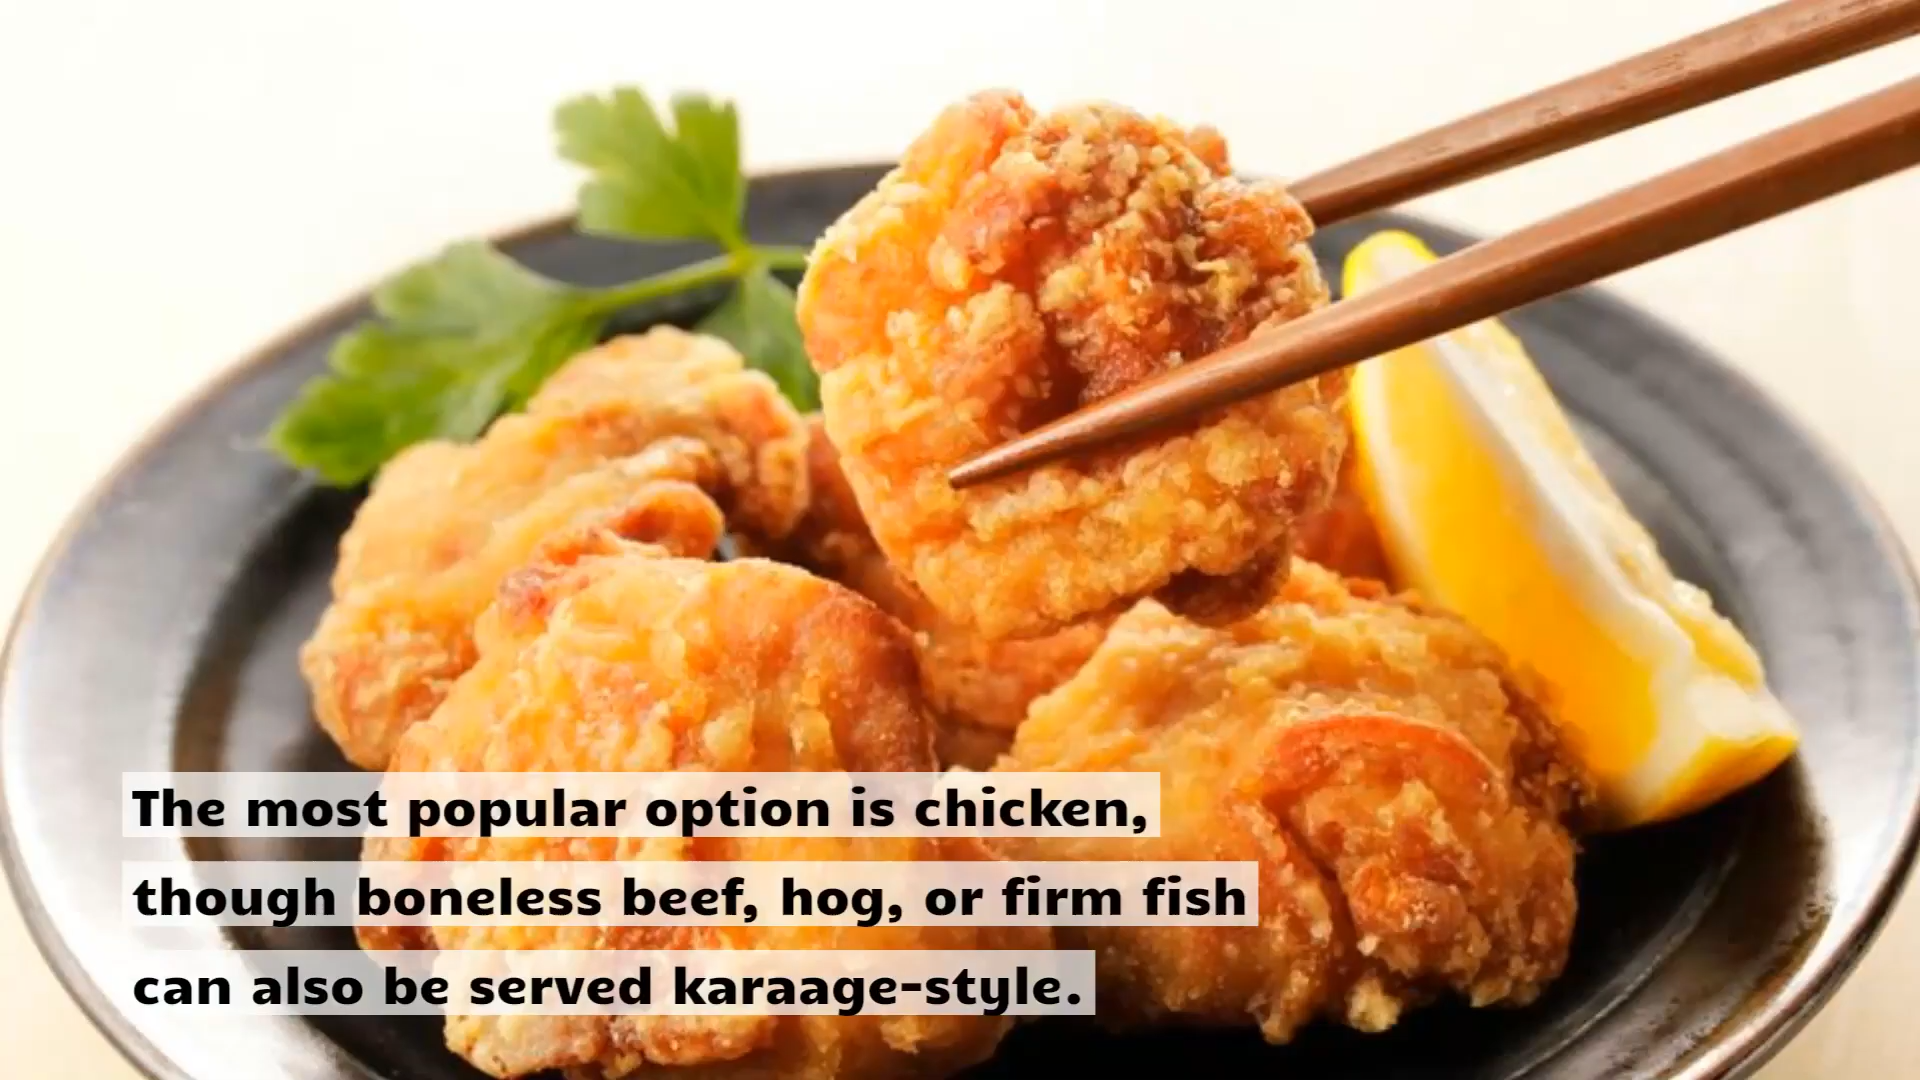 The most popular option is chicken,
though boneless beef, hog, or firm fish
can also be served karaage-style.